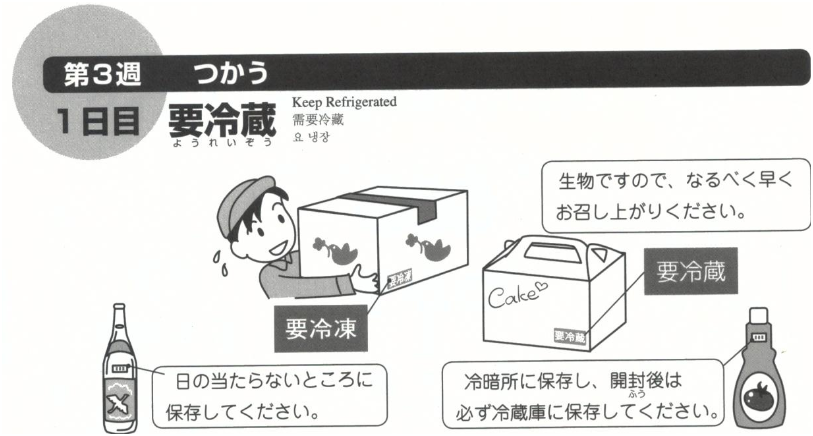 第3週 つかう
1日目 要冷蔵
ようれいぞう
Keep Refrigerated
需要冷藏
요 냉장
生物ですので、なるべく早く
お召し上がりください。
要冷凍
要冷凍
Cake
要冷蔵
要冷蔵
日の当たらないところに
保存してください。
冷暗所に保存し、開封後は
ふう
必ず冷蔵庫に保存してください。